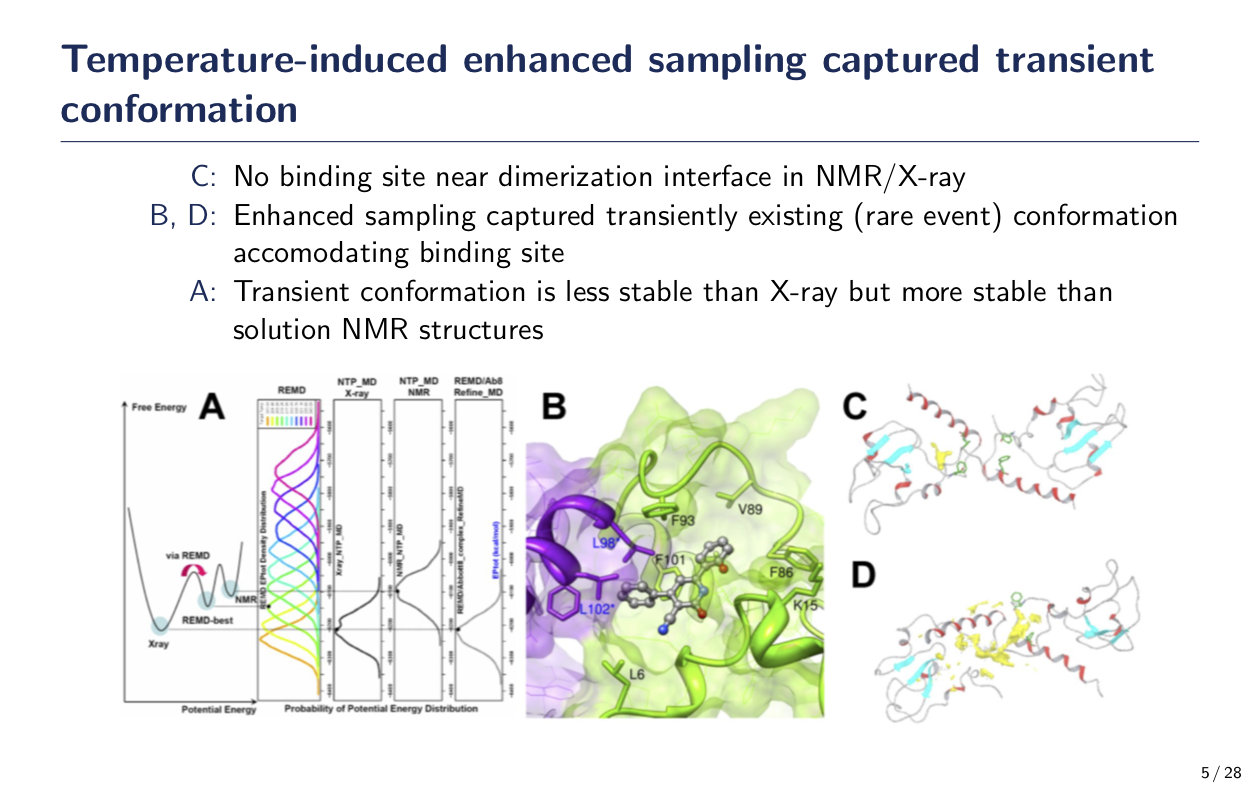 Temperature-induced enhanced sampling captured transient
conformation
C: No binding site near dimerization interface in NMR/X-ray
B, D: Enhanced sampling captured transiently existing (rare event) conformation
accomodating binding site
A: Transient conformation is less stable than X-ray but more stable than
solution NMR structures
A
Free Energy
via REMD
NMR
REMD-best
Xray
Potential Energy
REMD
REMD EPtot Density Distribution
NTP_MD
X-ray
Xray_NTP_MD
NTP_MD
NMR
NMR_NTP_MD
REMD/Ab8
Refine_MD
REMD/Abbott8_complex_RefineMD
EPtot (kcal/mol)
Probability of Potential Energy Distribution
B
F93
V89
L98*
F101
F86
L102*
K15
L6
C
D
5 / 28